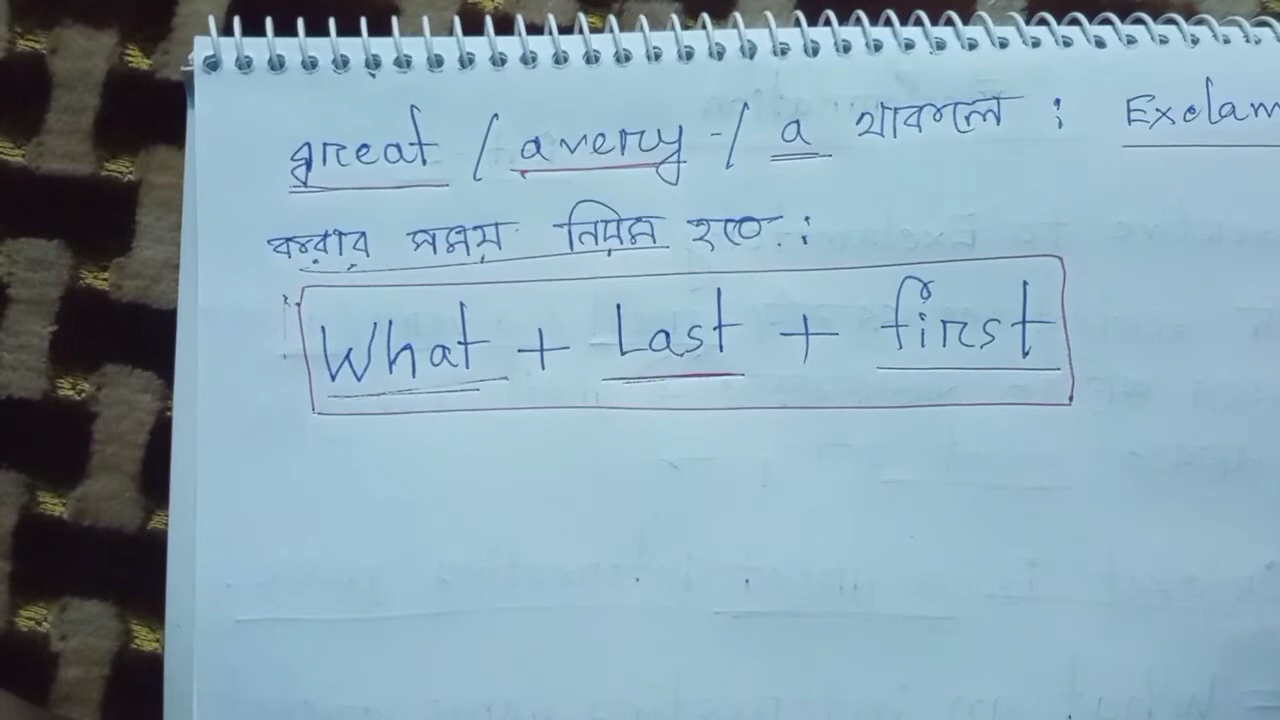 great / a very - / a থাকলে : Exclam
করার সময় নিয়ম হবে :
What + Last + first